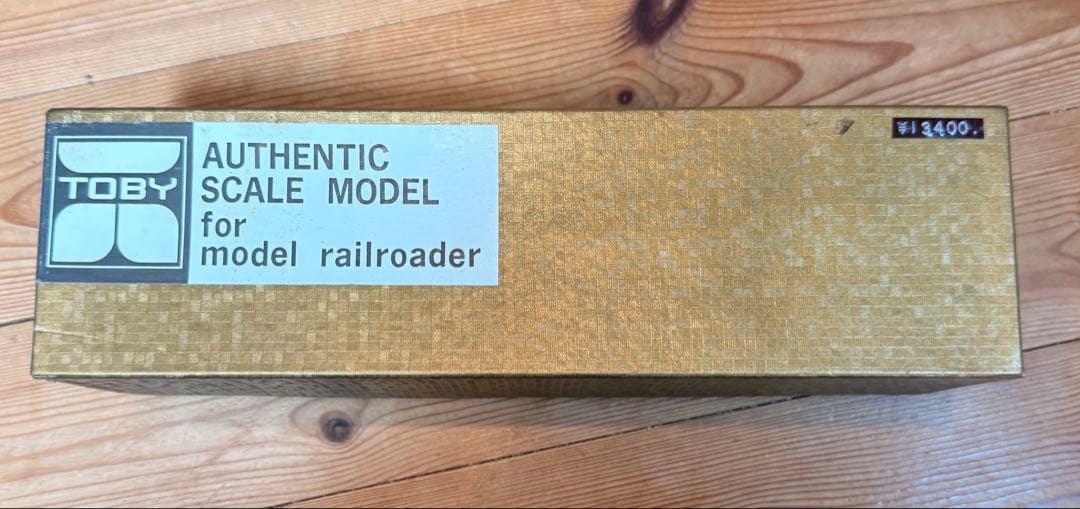 TOBY
AUTHENTIC
SCALE MODEL
for
model railroader
¥13400.